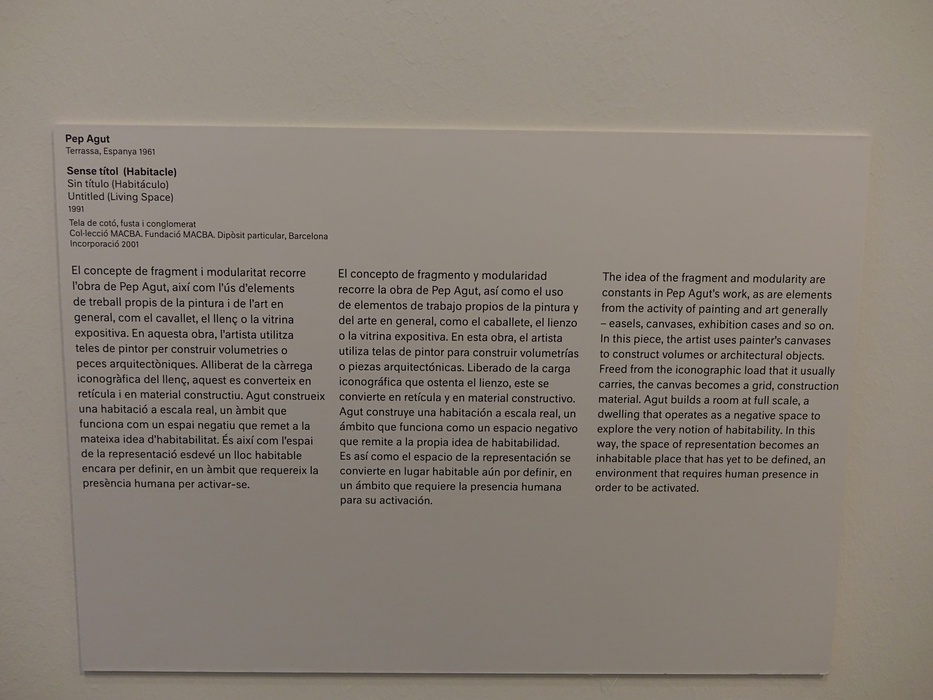 Pep Agut
Terrassa, Espanya 1961
Sense títol (Habitacle)
Sin título (Habitáculo)
Untitled (Living Space)
1991
Tela de cotó, fusta i conglomerat
Col·lecció MACBA. Fundació MACBA. Dipòsit particular, Barcelona
Incorporació 2001
El concepte de fragment i modularitat recorre
l'obra de Pep Agut, així com l'ús d'elements
de treball propis de la pintura i de l'art en
general, com el cavallet, el llenç o la vitrina
expositiva. En aquesta obra, l'artista utilitza
teles de pintor per construir volumetries o
peces arquitectòniques. Alliberat de la càrrega
iconogràfica del llenç, aquest es converteix en
retícula i en material constructiu. Agut construeix
una habitació a escala real, un àmbit que
funciona com un espai negatiu que remet a la
mateixa idea d'habitabilitat. És així com l'espai
de la representació esdevé un lloc habitable
encara per definir, en un àmbit que requereix la
presència humana per activar-se.
El concepto de fragmento y modularidad
recorre la obra de Pep Agut, así como el uso
de elementos de trabajo propios de la pintura y
del arte en general, como el caballete, el lienzo
o la vitrina expositiva. En esta obra, el artista
utiliza telas de pintor para construir volumetrías
o piezas arquitectónicas. Liberado de la carga
iconográfica que ostenta el lienzo, este se
convierte en retícula y en material constructivo.
Agut construye una habitación a escala real, un
ámbito que funciona como un espacio negativo
que remite a la propia idea de habitabilidad.
Es así como el espacio de la representación se
convierte en lugar habitable aún por definir, en
un ámbito que requiere la presencia humana
para su activación.
The idea of the fragment and modularity are
constants in Pep Agut's work, as are elements
from the activity of painting and art generally
– easels, canvases, exhibition cases and so on.
In this piece, the artist uses painter's canvases
to construct volumes or architectural objects.
Freed from the iconographic load that it usually
carries, the canvas becomes a grid, construction
material. Agut builds a room at full scale, a
dwelling that operates as a negative space to
explore the very notion of habitability. In this
way, the space of representation becomes an
inhabitable place that has yet to be defined, an
environment that requires human presence in
order to be activated.